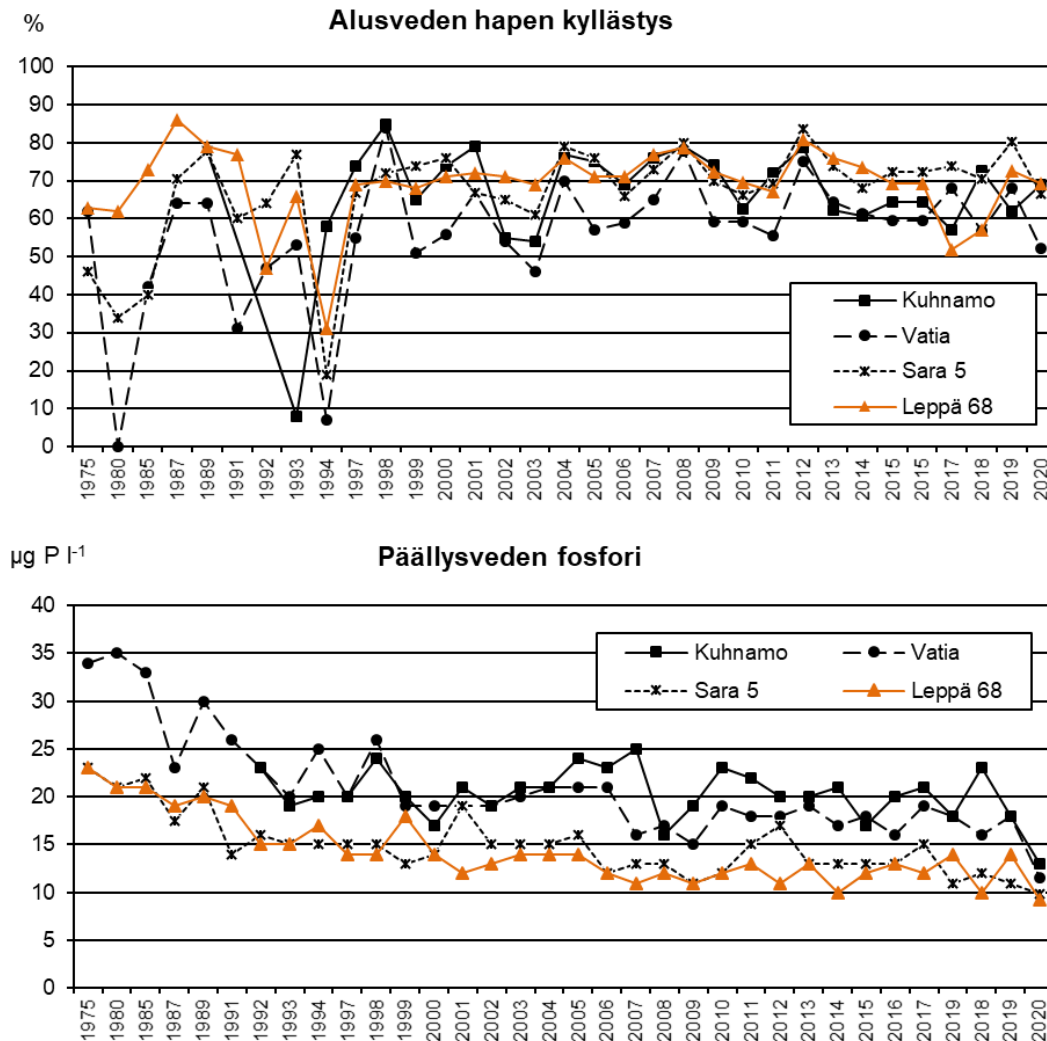 Alusveden hapen kyllästys
%
100
90
80
70
60
50
40
30
20
10
0
Kuhnamo
Vatia
Sara 5
Leppä 68
1975 1980 1985 1987 1989 1991 1992 1993 1994 1997 1998 1999 2000 2001 2002 2003 2004 2005 2006 2007 2008 2009 2010 2011 2012 2013 2014 2015 2015 2017 2018 2019 2020
Päällysveden fosfori
µg P l-1
40
35
30
25
20
15
10
5
0
Kuhnamo Vatia
Sara 5 Leppä 68
1975 1980 1985 1987 1989 1991 1992 1993 1994 1997 1998 1999 2000 2001 2002 2003 2004 2005 2006 2007 2008 2009 2010 2011 2012 2013 2014 2015 2016 2017 2019 2018 2019 2020